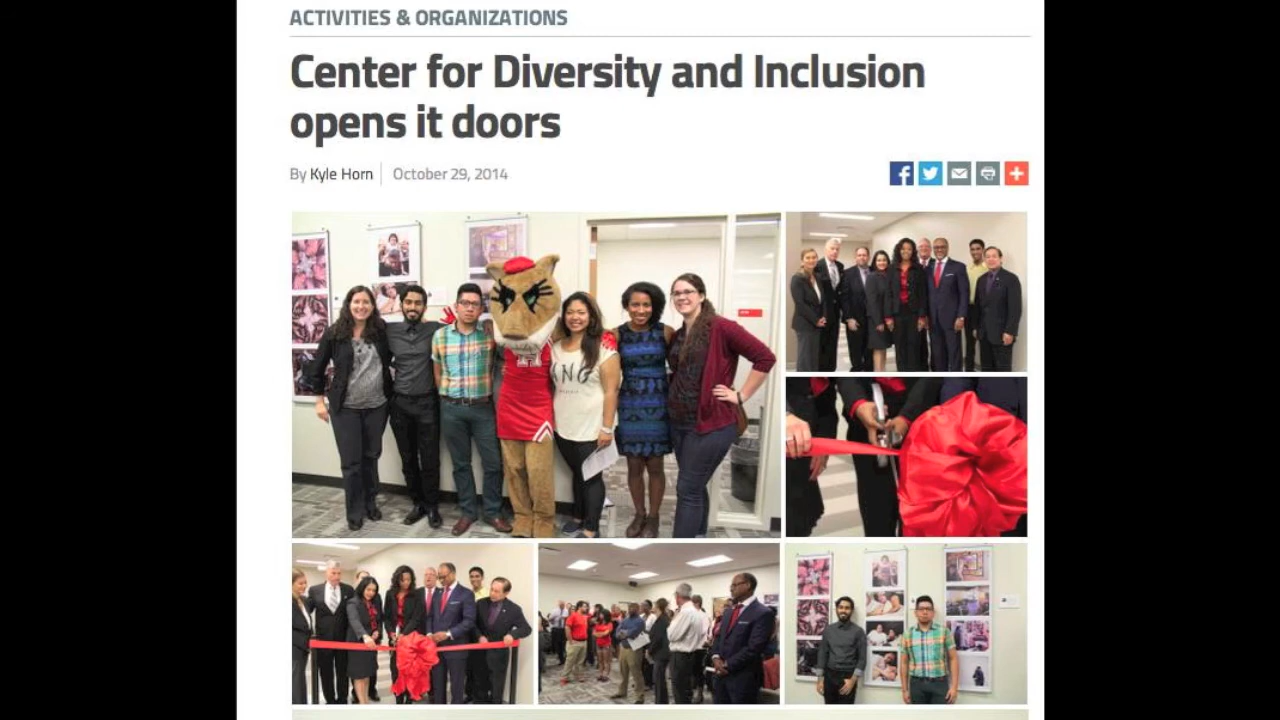 ACTIVITIES & ORGANIZATIONS
Center for Diversity and Inclusion
opens it doors
By Kyle Horn | October 29, 2014